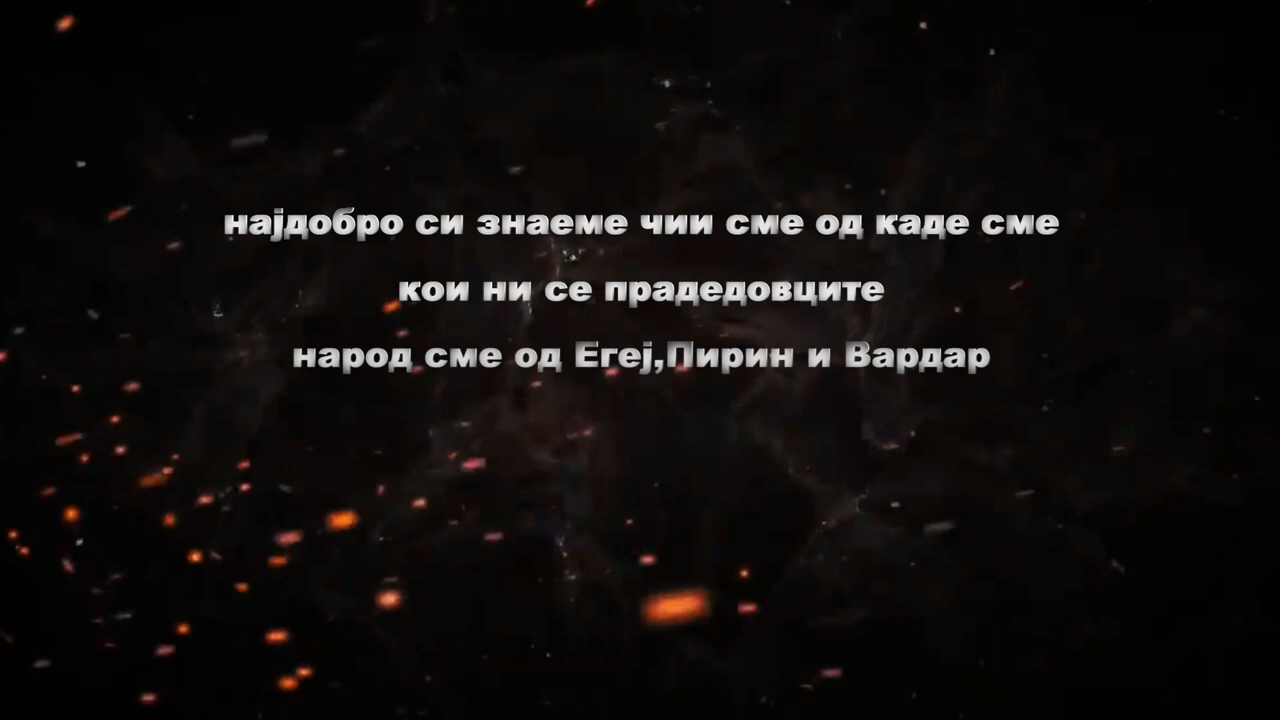 најдобро си знаеме чии сме од каде сме
кои ни се прадедовците
народ сме од Егеј,Пирин и Вардар